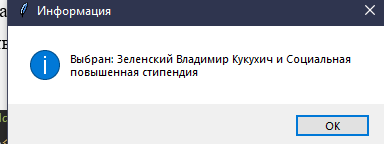 Информация
Выбран: Зеленский Владимир Кукухич и Социальная
повышенная стипендия
OK